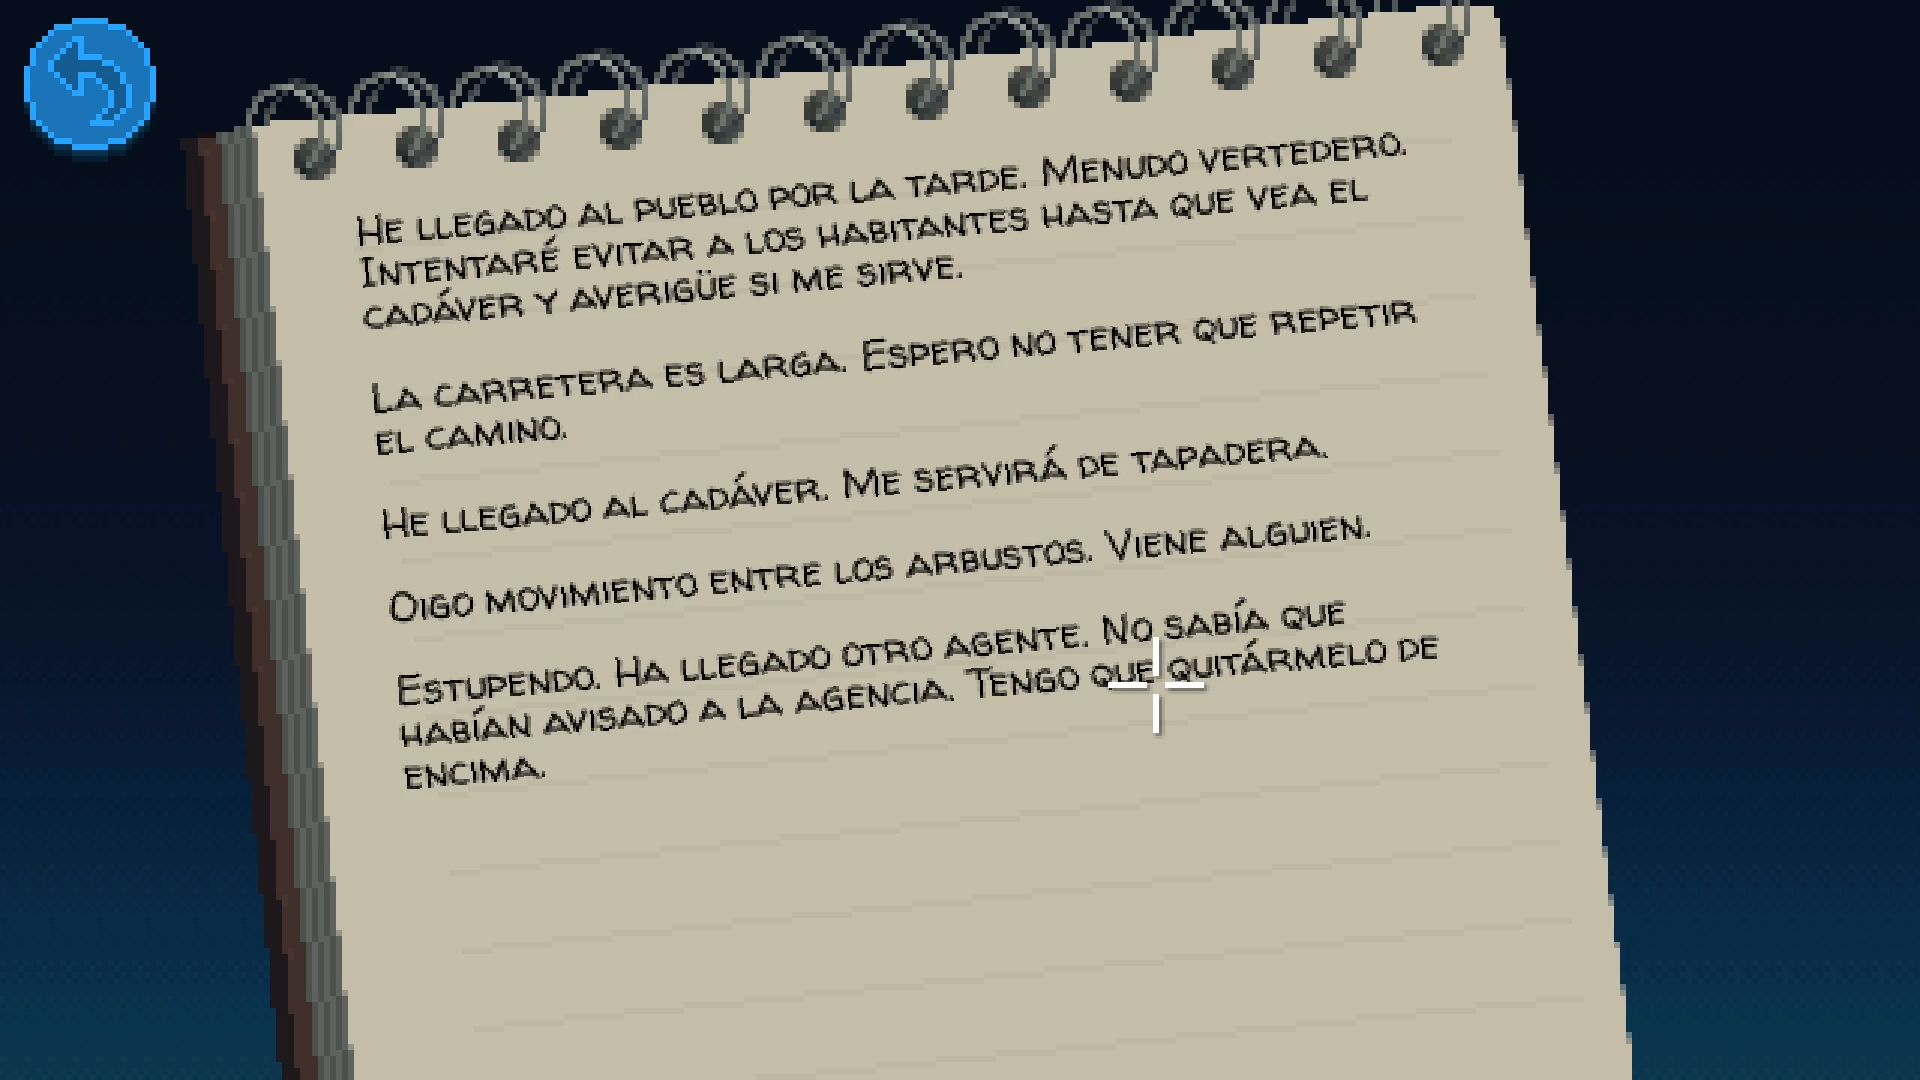 He llegado al pueblo por la tarde. Menudo vertedero.
Intentaré evitar a los habitantes hasta que vea el
cadáver y averigüe si me sirve.
La carretera es larga. Espero no tener que repetir
el camino.
He llegado al cadáver. Me servirá de tapadera.
Oigo movimiento entre los arbustos. Viene alguien.
Estupendo. Ha llegado otro agente. No sabía que
habían avisado a la agencia. Tengo que quitármelo de
encima.